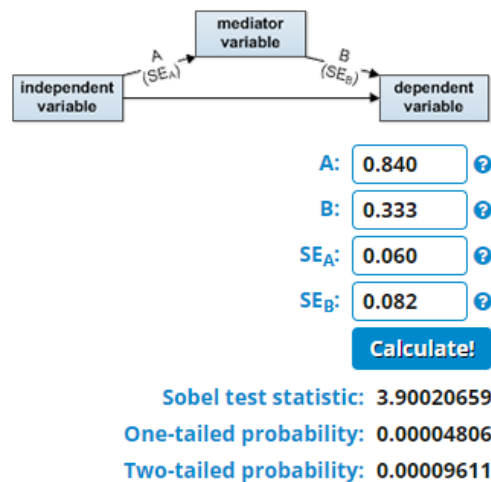 mediator
variable
A
(SEA)
B
(SEB)
independent
variable
dependent
variable
A: 0.840 ?
B: 0.333 ?
SEA: 0.060 ?
SEB: 0.082 ?
Calculate!
Sobel test statistic: 3.90020659
One-tailed probability: 0.00004806
Two-tailed probability: 0.00009611